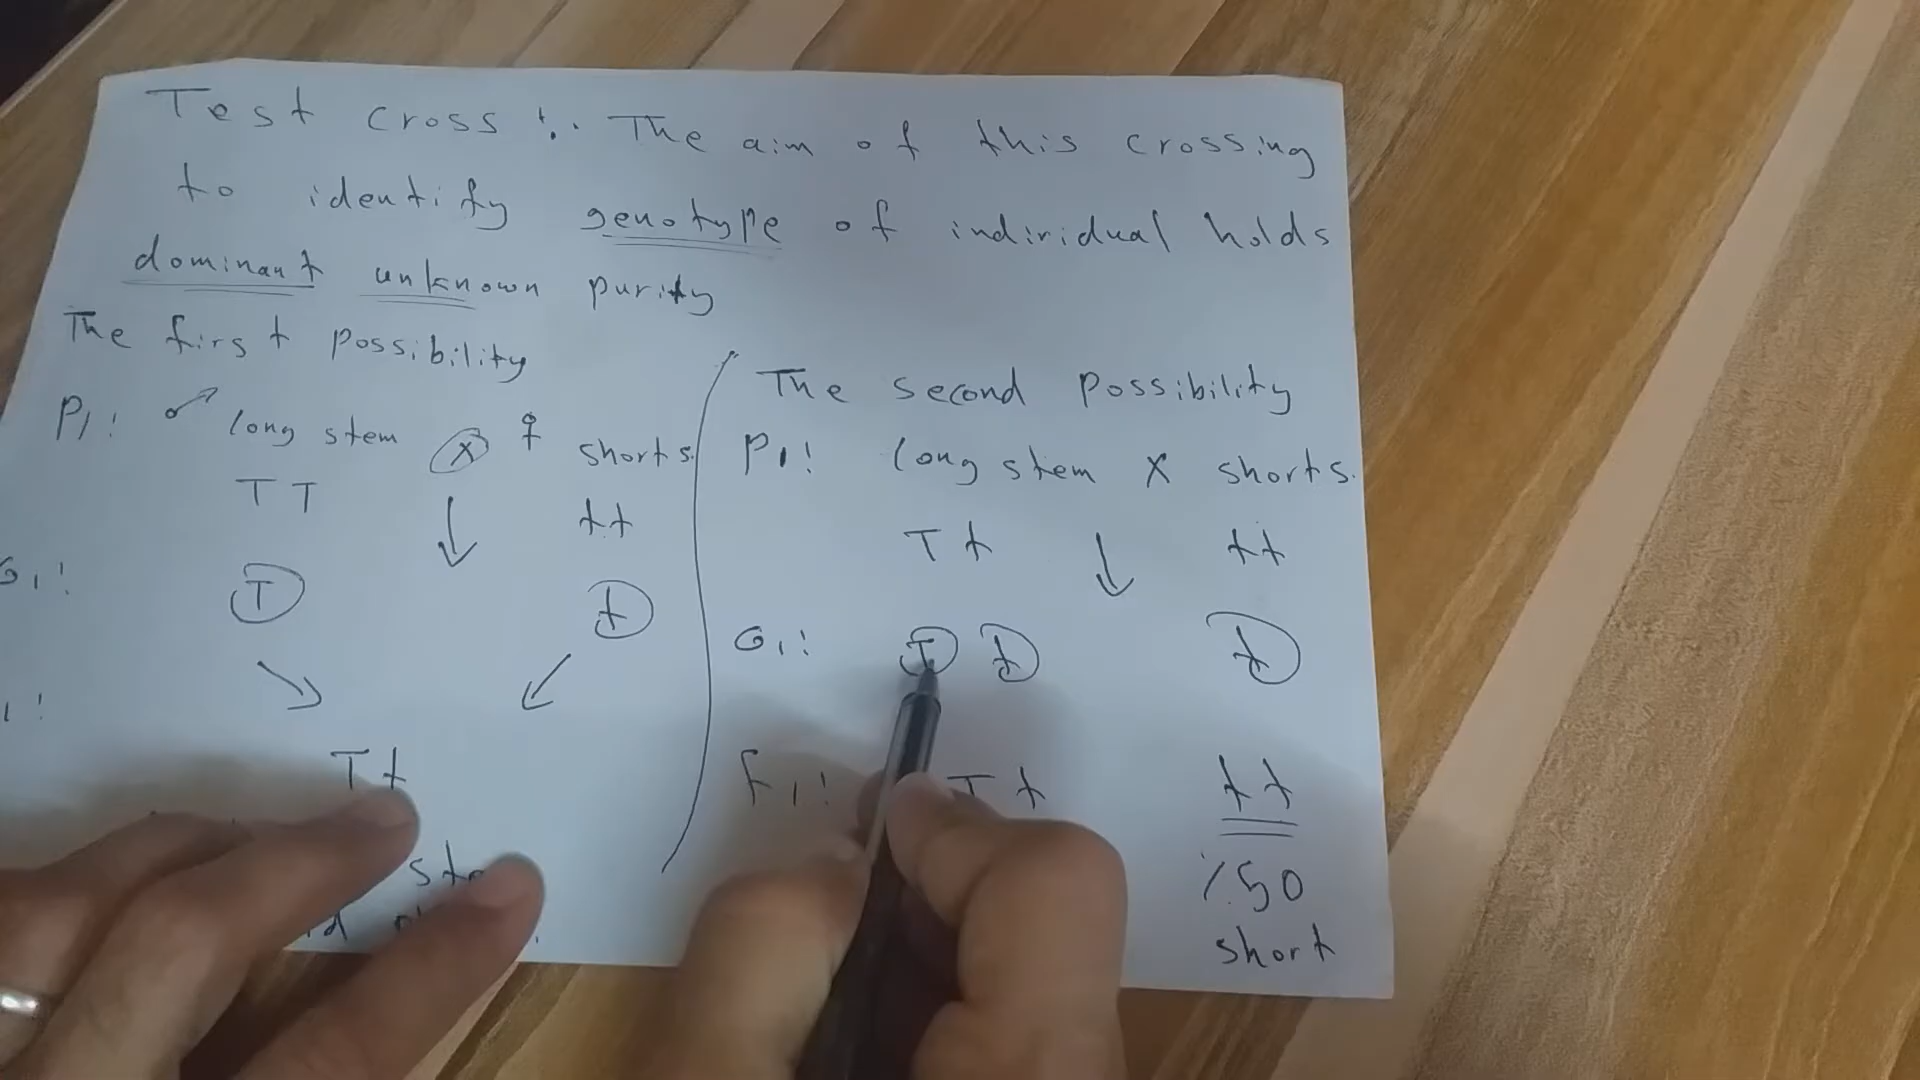 Test cross :. The aim of this crossing
to identify genotype of individual holds
dominant unknown purity
The first possibility
P1: ♂ long stem X ♀ short s.
TT tt
G1: T t
1:
Tt
The second possibility
P1: long stem X short s.
Tt tt
G1: T t t
F1: Tt tt
%50
short